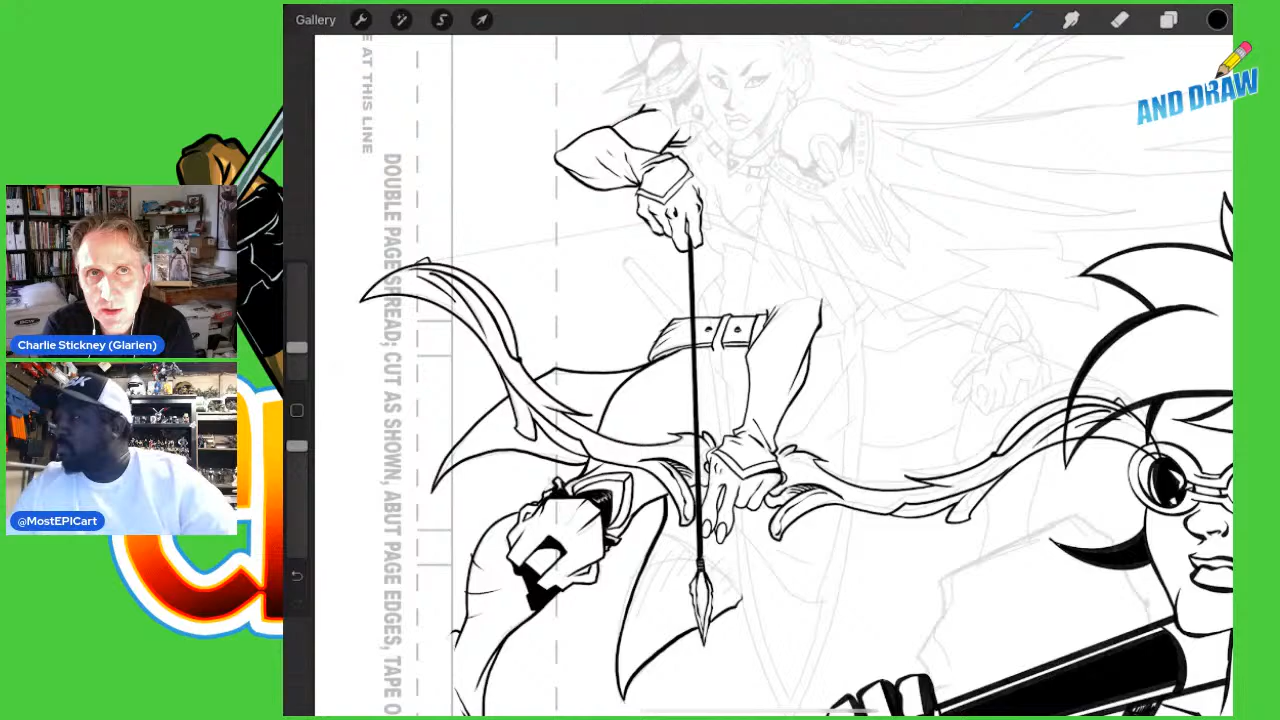 Gallery
AND DRAW
E AT THIS LINE
DOUBLE PAGE SPREAD; CUT AS SHOWN, ABUT PAGE EDGES, TAPE O
Charlie Stickney (Glarien)
@MostEPICart